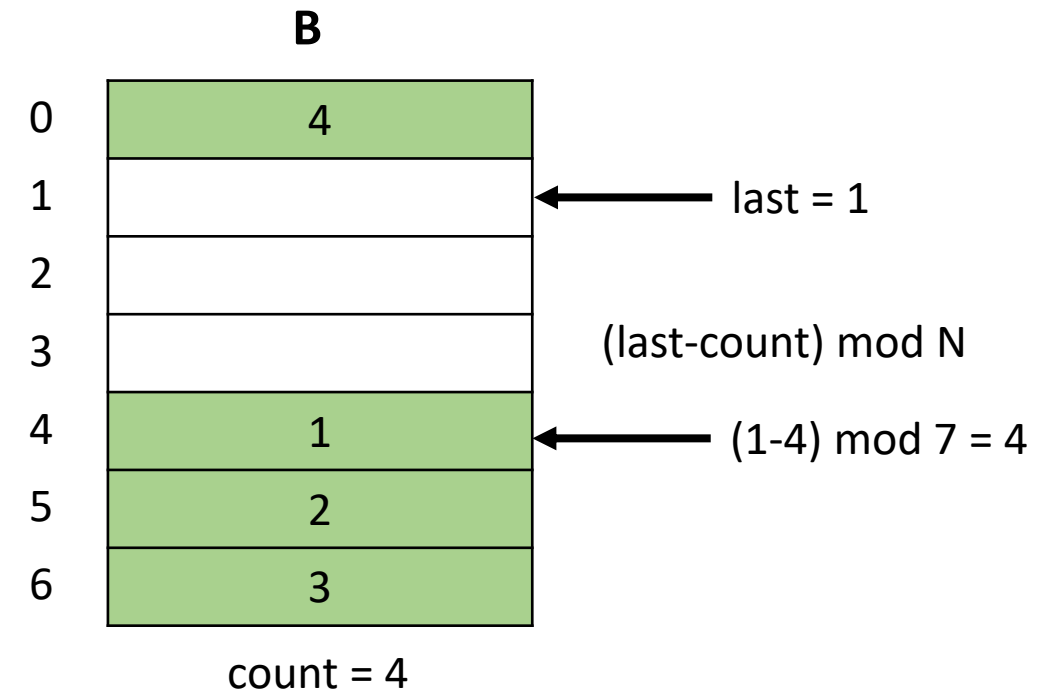 B
0 4
1 last = 1
2
3 (last-count) mod N
4 1 (1-4) mod 7 = 4
5 2
6 3
count = 4